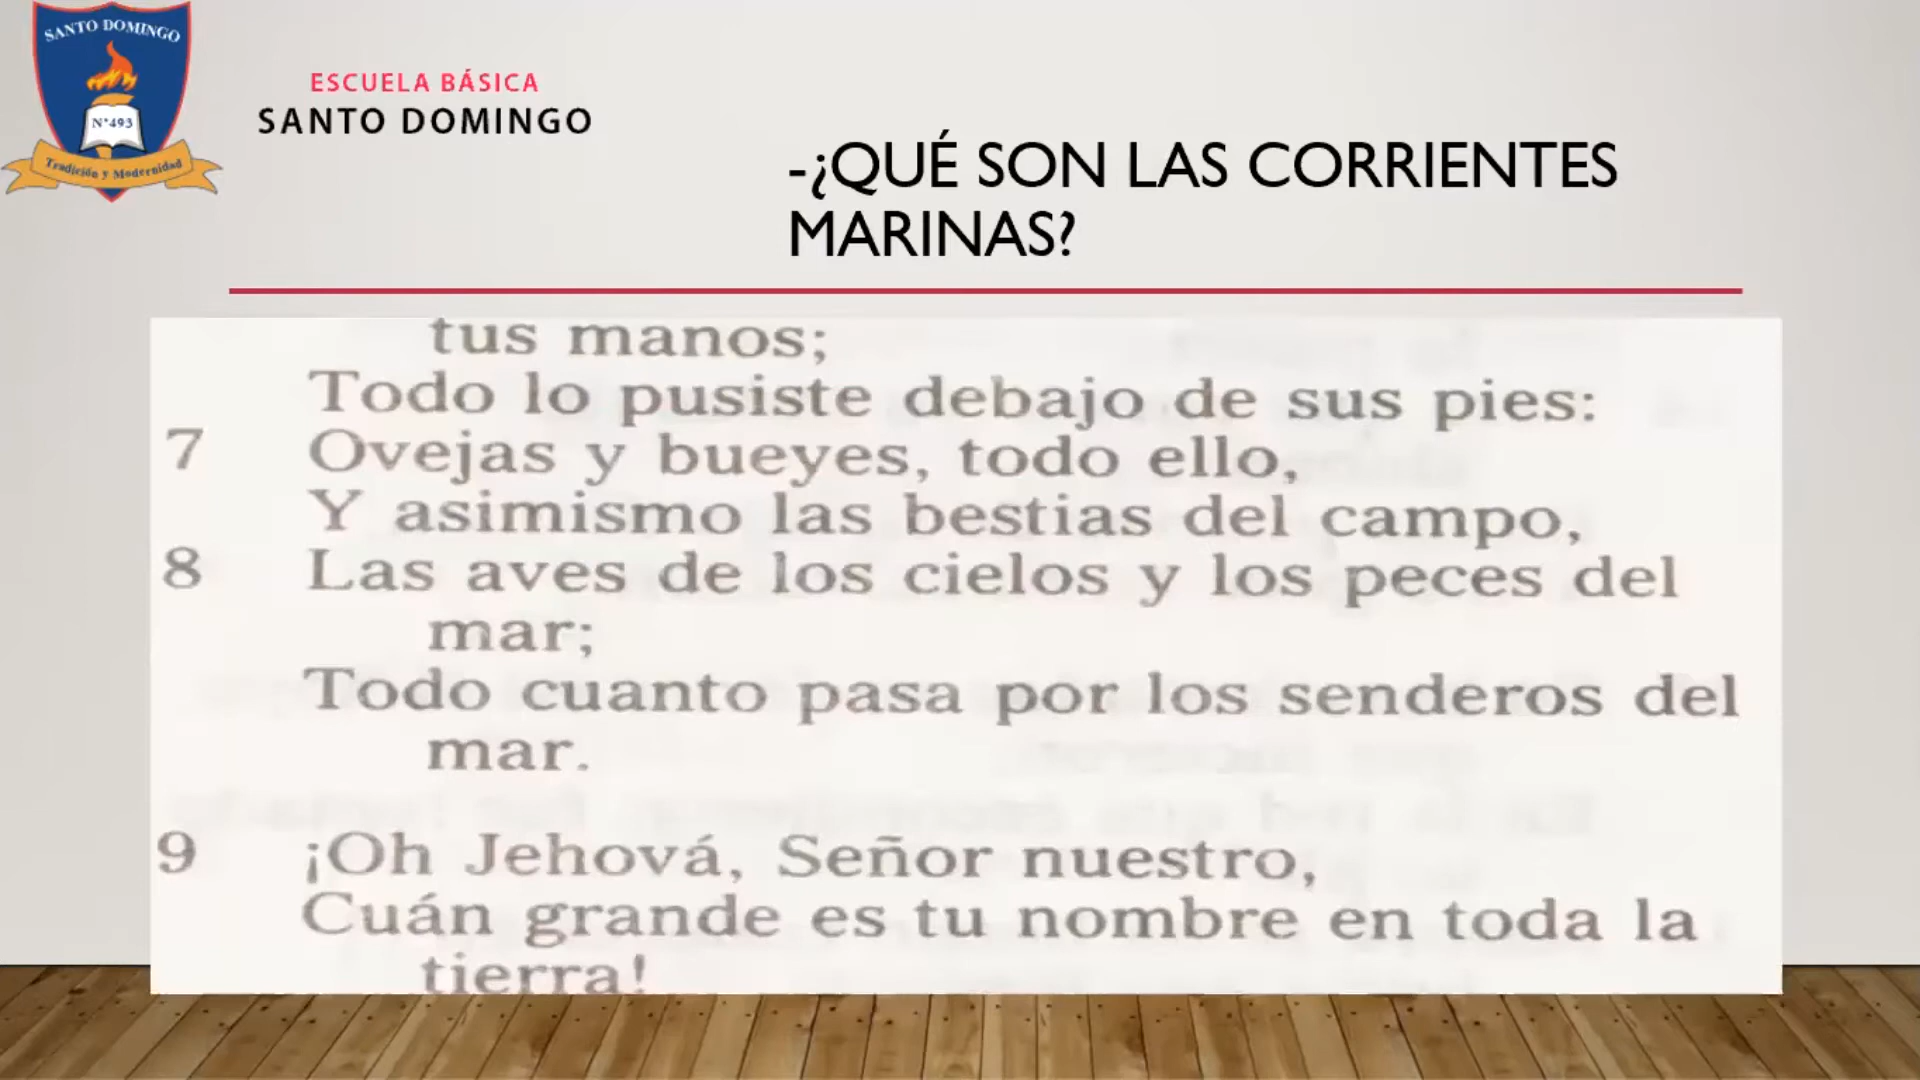 SANTO DOMINGO
N°493
Tradición y Modernidad
ESCUELA BÁSICA
SANTO DOMINGO
-¿QUÉ SON LAS CORRIENTES
MARINAS?
tus manos;
Todo lo pusiste debajo de sus pies:
7 Ovejas y bueyes, todo ello,
Y asimismo las bestias del campo,
8 Las aves de los cielos y los peces del
mar;
Todo cuanto pasa por los senderos del
mar.
9 ¡Oh Jehová, Señor nuestro,
Cuán grande es tu nombre en toda la
tierra!